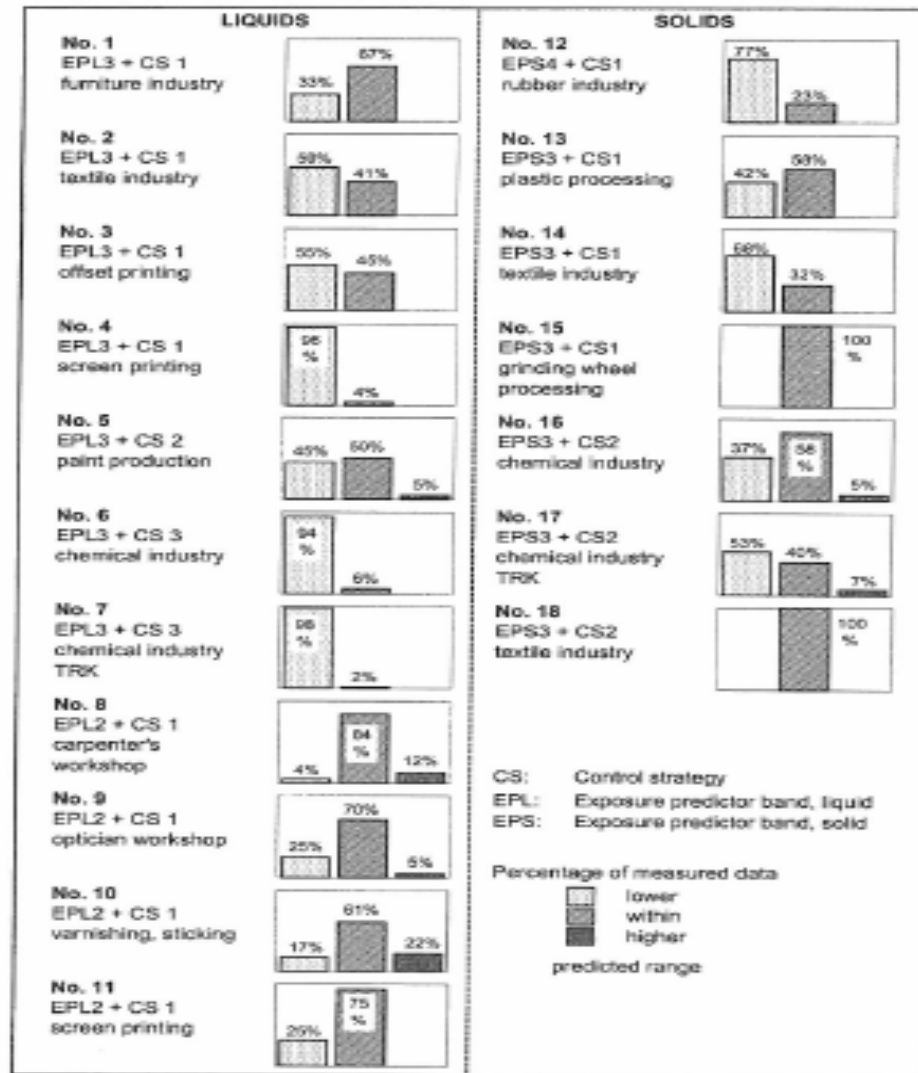 LIQUIDS
No. 1
EPL3 + CS 1
furniture industry
33%
67%
No. 2
EPL3 + CS 1
textile industry
59%
41%
No. 3
EPL3 + CS 1
offset printing
55%
45%
No. 4
EPL3 + CS 1
screen printing
96
%
4%
No. 5
EPL3 + CS 2
paint production
45%
50%
5%
No. 6
EPL3 + CS 3
chemical industry
94
%
6%
No. 7
EPL3 + CS 3
chemical industry
TRK
98
%
2%
No. 8
EPL2 + CS 1
carpenter's
workshop
4%
84
%
12%
No. 9
EPL2 + CS 1
optician workshop
25%
70%
5%
No. 10
EPL2 + CS 1
varnishing, sticking
17%
61%
22%
No. 11
EPL2 + CS 1
screen printing
25%
75
%
SOLIDS
No. 12
EPS4 + CS1
rubber industry
77%
23%
No. 13
EPS3 + CS1
plastic processing
42%
58%
No. 14
EPS3 + CS1
textile industry
68%
32%
No. 15
EPS3 + CS1
grinding wheel
processing
100
%
No. 16
EPS3 + CS2
chemical industry
37%
58
%
5%
No. 17
EPS3 + CS2
chemical industry
TRK
53%
40%
7%
No. 18
EPS3 + CS2
textile industry
100
%
CS: Control strategy
EPL: Exposure predictor band, liquid
EPS: Exposure predictor band, solid
Percentage of measured data
lower
within
higher
predicted range